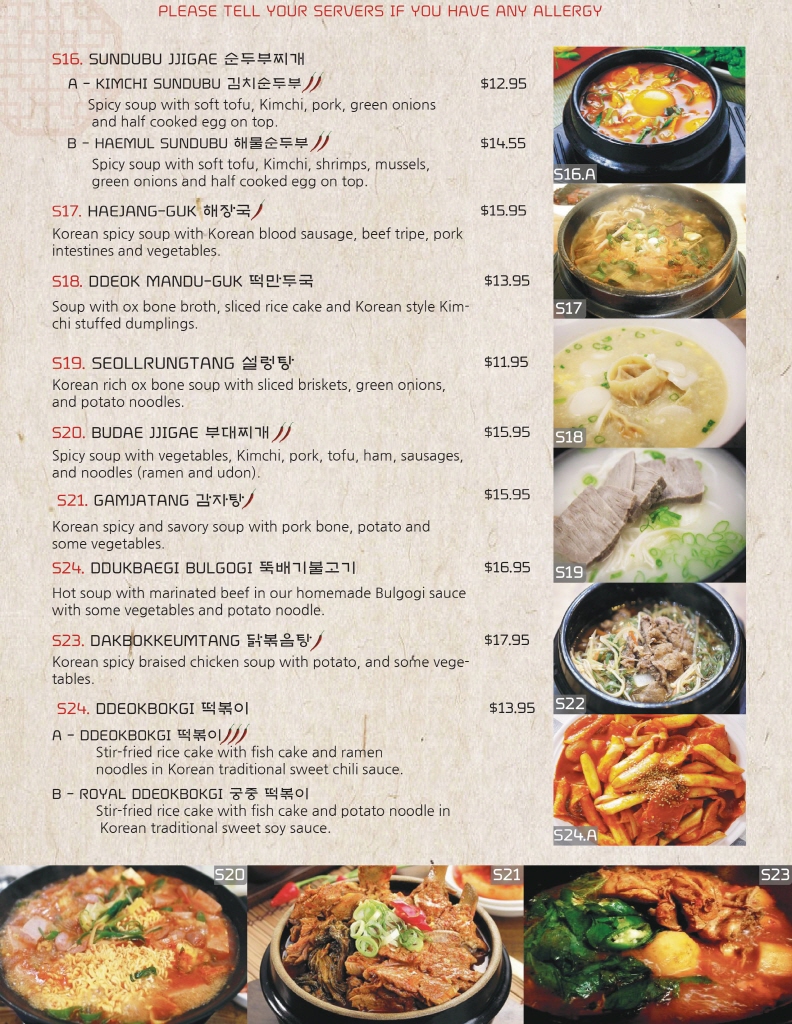 PLEASE TELL YOUR SERVERS IF YOU HAVE ANY ALLERGY
S16. SUNDUBU JJIGAE 순두부찌개
A - KIMCHI SUNDUBU 김치순두부 $12.95
Spicy soup with soft tofu, Kimchi, pork, green onions
and half cooked egg on top.
B - HAEMUL SUNDUBU 해물순두부 $14.55
Spicy soup with soft tofu, Kimchi, shrimps, mussels,
green onions and half cooked egg on top.
S16.A
S17. HAEJANG-GUK 해장국 $15.95
Korean spicy soup with Korean blood sausage, beef tripe, pork
intestines and vegetables.
S17
S18. DDEOK MANDU-GUK 떡만두국 $13.95
Soup with ox bone broth, sliced rice cake and Korean style Kim-
chi stuffed dumplings.
S18
S19. SEOLLRUNGTANG 설렁탕 $11.95
Korean rich ox bone soup with sliced briskets, green onions,
and potato noodles.
S20. BUDAE JJIGAE 부대찌개 $15.95
Spicy soup with vegetables, Kimchi, pork, tofu, ham, sausages,
and noodles (ramen and udon).
S21. GAMJATANG 감자탕 $15.95
Korean spicy and savory soup with pork bone, potato and
some vegetables.
S19
S24. DDUKBAEGI BULGOGI 뚝배기불고기 $16.95
Hot soup with marinated beef in our homemade Bulgogi sauce
with some vegetables and potato noodle.
S23. DAKBOKKEUMTANG 닭볶음탕 $17.95
Korean spicy braised chicken soup with potato, and some vege-
tables.
S22
S24. DDEOKBOKGI 떡볶이 $13.95
A - DDEOKBOKGI 떡볶이
Stir-fried rice cake with fish cake and ramen
noodles in Korean traditional sweet chili sauce.
B - ROYAL DDEOKBOKGI 궁중 떡볶이
Stir-fried rice cake with fish cake and potato noodle in
Korean traditional sweet soy sauce.
S24.A
S20
S21
S23